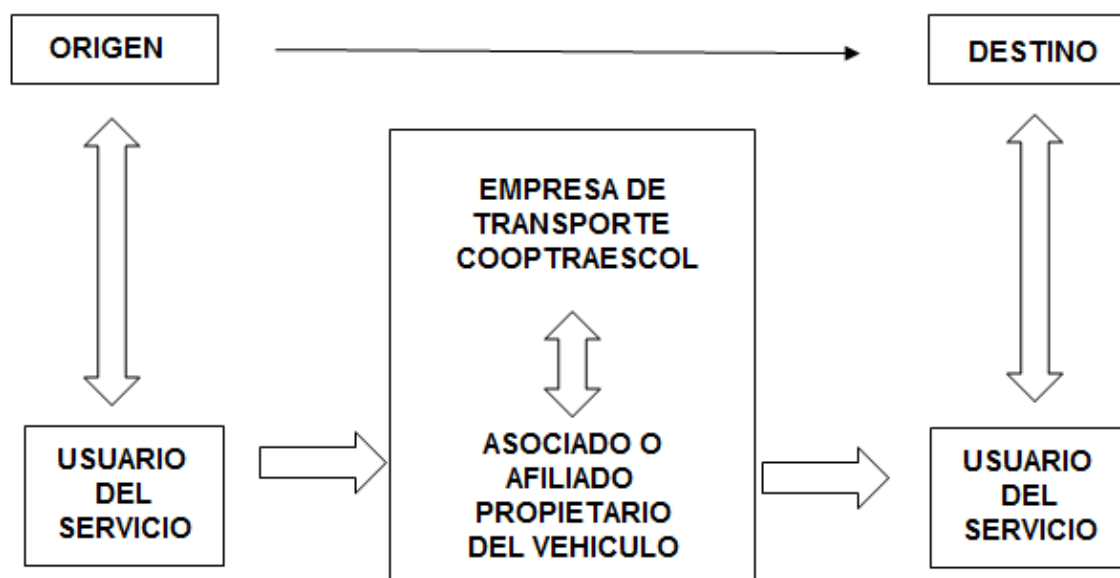 ORIGEN
DESTINO
EMPRESA DE
TRANSPORTE
COOPTRAESCOL
USUARIO
DEL
SERVICIO
ASOCIADO O
AFILIADO
PROPIETARIO
DEL VEHICULO
USUARIO
DEL
SERVICIO